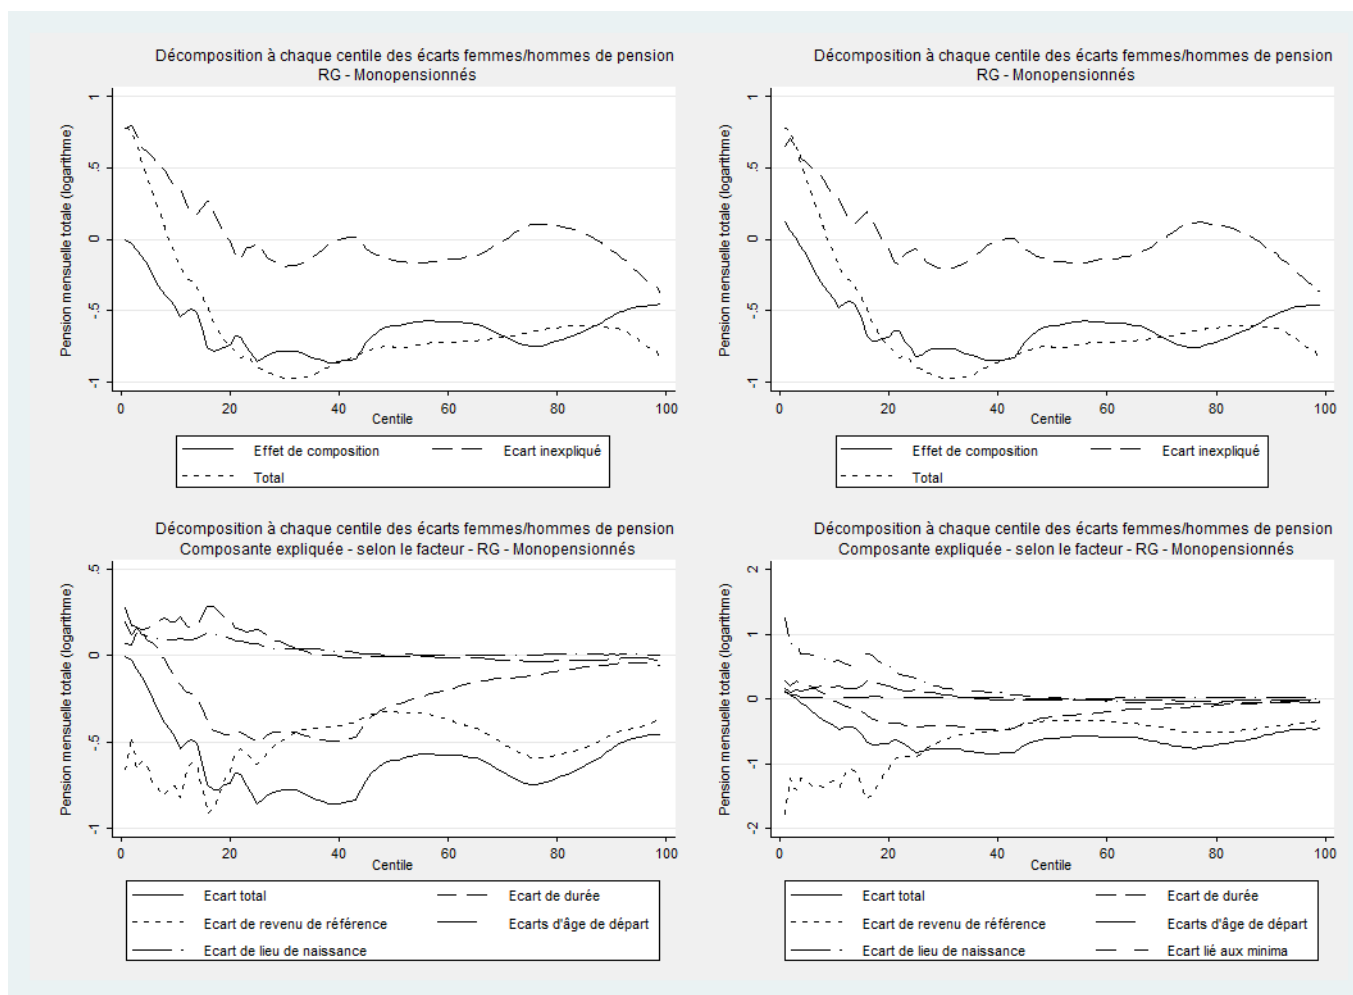 Décomposition à chaque centile des écarts femmes/hommes de pension
RG - Monopensionnés
Pension mensuelle totale (logarithme)
1
.5
0
-.5
-1
0 20 40 60 80 100
Centile
Effet de composition Ecart inexpliqué
Total
Décomposition à chaque centile des écarts femmes/hommes de pension
RG - Monopensionnés
Pension mensuelle totale (logarithme)
1
.5
0
-.5
-1
0 20 40 60 80 100
Centile
Effet de composition Ecart inexpliqué
Total
Décomposition à chaque centile des écarts femmes/hommes de pension
Composante expliquée - selon le facteur - RG - Monopensionnés
Pension mensuelle totale (logarithme)
.5
0
-.5
-1
0 20 40 60 80 100
Centile
Ecart total Ecart de durée
Ecart de revenu de référence Ecarts d'âge de départ
Ecart de lieu de naissance
Décomposition à chaque centile des écarts femmes/hommes de pension
Composante expliquée - selon le facteur - RG - Monopensionnés
Pension mensuelle totale (logarithme)
2
1
0
-1
-2
0 20 40 60 80 100
Centile
Ecart total Ecart de durée
Ecart de revenu de référence Ecarts d'âge de départ
Ecart de lieu de naissance Ecart lié aux minima